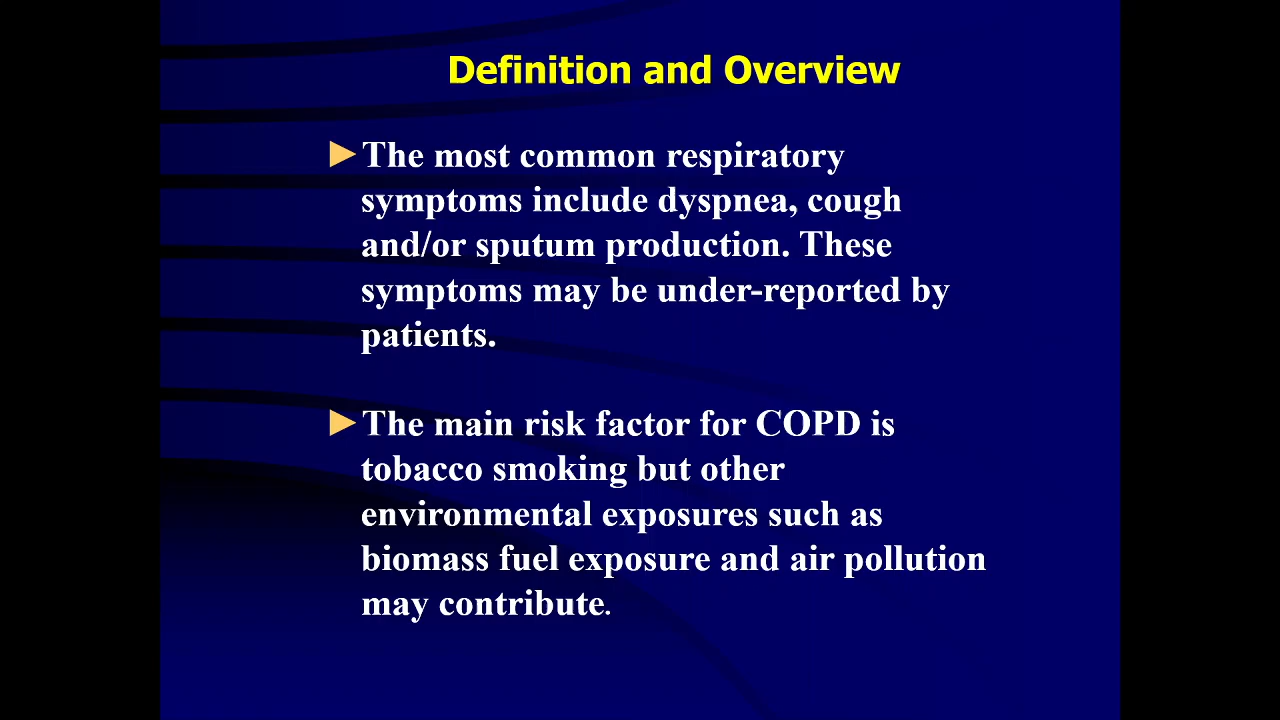 Definition and Overview
►The most common respiratory
symptoms include dyspnea, cough
and/or sputum production. These
symptoms may be under-reported by
patients.
►The main risk factor for COPD is
tobacco smoking but other
environmental exposures such as
biomass fuel exposure and air pollution
may contribute.